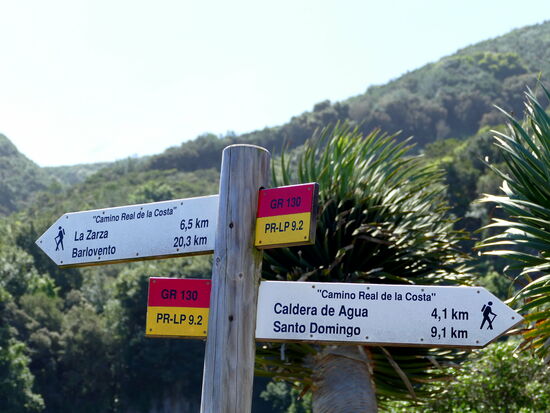 "Camino Real de la Costa"
La Zarza 6,5 km
Barlovento 20,3 km
GR 130
PR-LP 9.2
GR 130
PR-LP 9.2
"Camino Real de la Costa"
Caldera de Agua 4,1 km
Santo Domingo 9,1 km